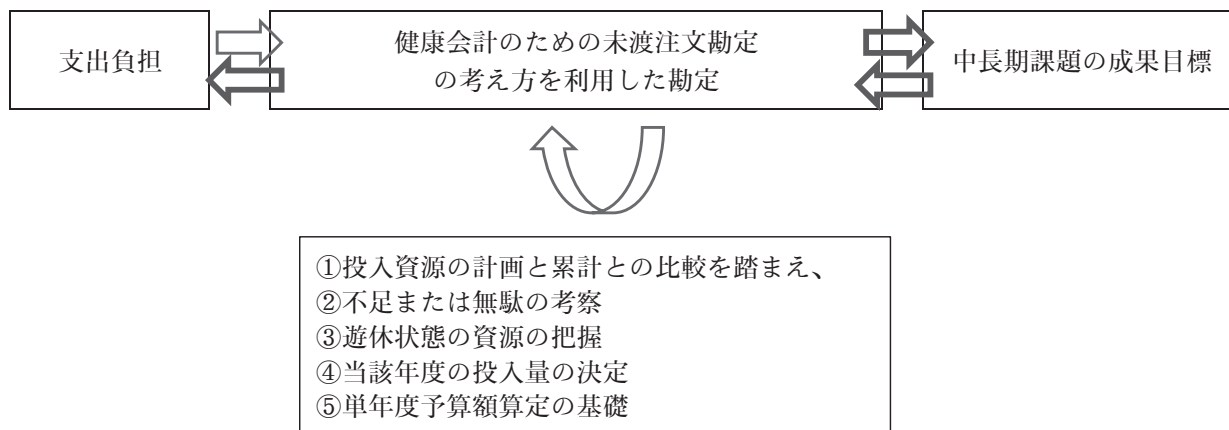 支出負担
健康会計のための未渡注文勘定
の考え方を利用した勘定
中長期課題の成果目標
①投入資源の計画と累計との比較を踏まえ、
②不足または無駄の考察
③遊休状態の資源の把握
④当該年度の投入量の決定
⑤単年度予算額算定の基礎